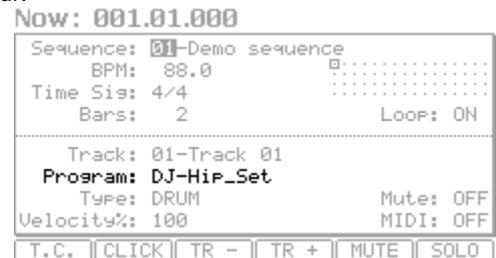 Now: 001.01.000
Sequence: 01-Demo sequence
BPM: 88.0
Time Sig: 4/4
Bars: 2 Loop: ON
Track: 01-Track 01
Program: DJ-Hip_Set
Type: DRUM Mute: OFF
Velocity%: 100 MIDI: OFF
T.C. CLICK TR - TR + MUTE SOLO